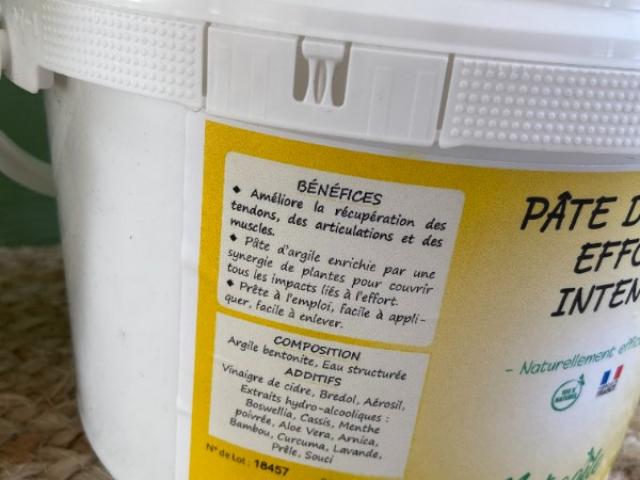 BÉNÉFICES
◆ Améliore la récupération des
tendons, des articulations et des
muscles.
◆ Pâte d'argile enrichie par une
synergie de plantes pour couvrir
tous les impacts liés à l'effort.
◆ Prête à l'emploi, facile à appli-
quer, facile à enlever.
COMPOSITION
Argile bentonite, Eau structurée
ADDITIFS
Vinaigre de cidre, Bredol, Aérosil,
Extraits hydro-alcooliques :
Boswellia, Cassis, Menthe
poivrée, Aloe Vera, Arnica,
Bambou, Curcuma, Lavande,
Prêle, Souci
N° de Lot : 18457
PÂTE D
EFFO
INTEN
- Naturellement effic